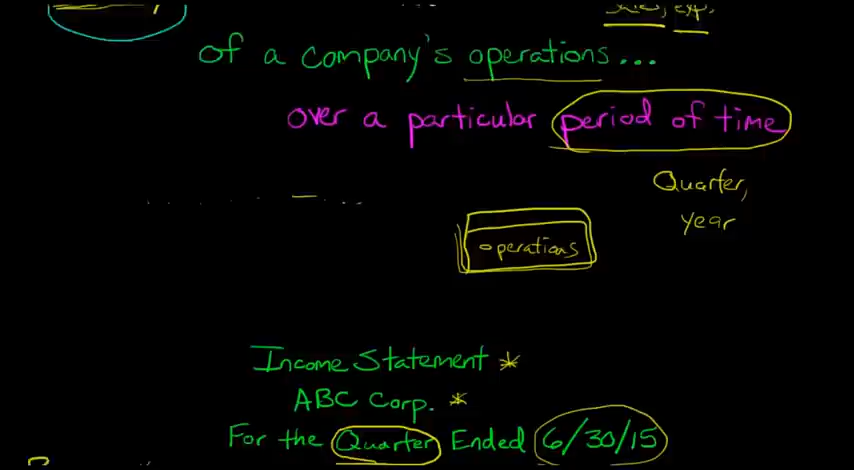 of a company's operations...
over a particular period of time
Quarter,
year
operations
Income Statement *
ABC Corp. *
For the Quarter Ended 6/30/15